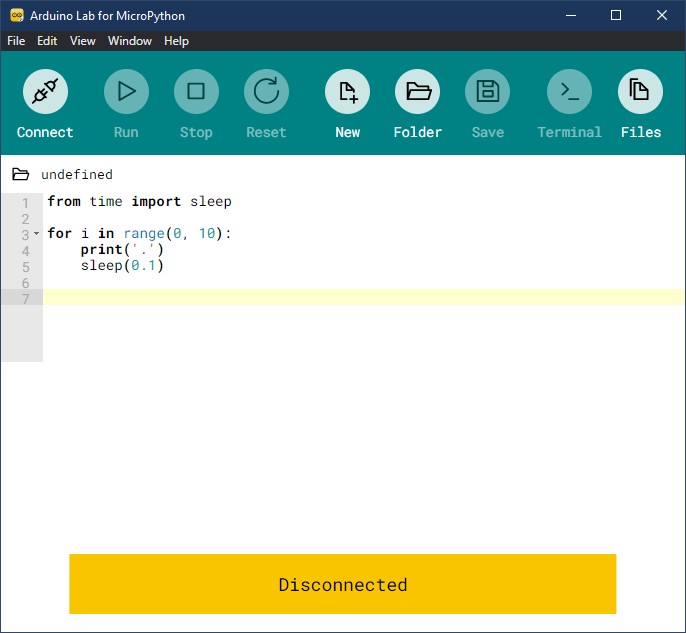 Arduino Lab for MicroPython
File Edit View Window Help
Connect Run Stop Reset New Folder Save Terminal Files
undefined
1 from time import sleep
2
3 for i in range(0, 10):
4     print('.')
5     sleep(0.1)
6
7
Disconnected